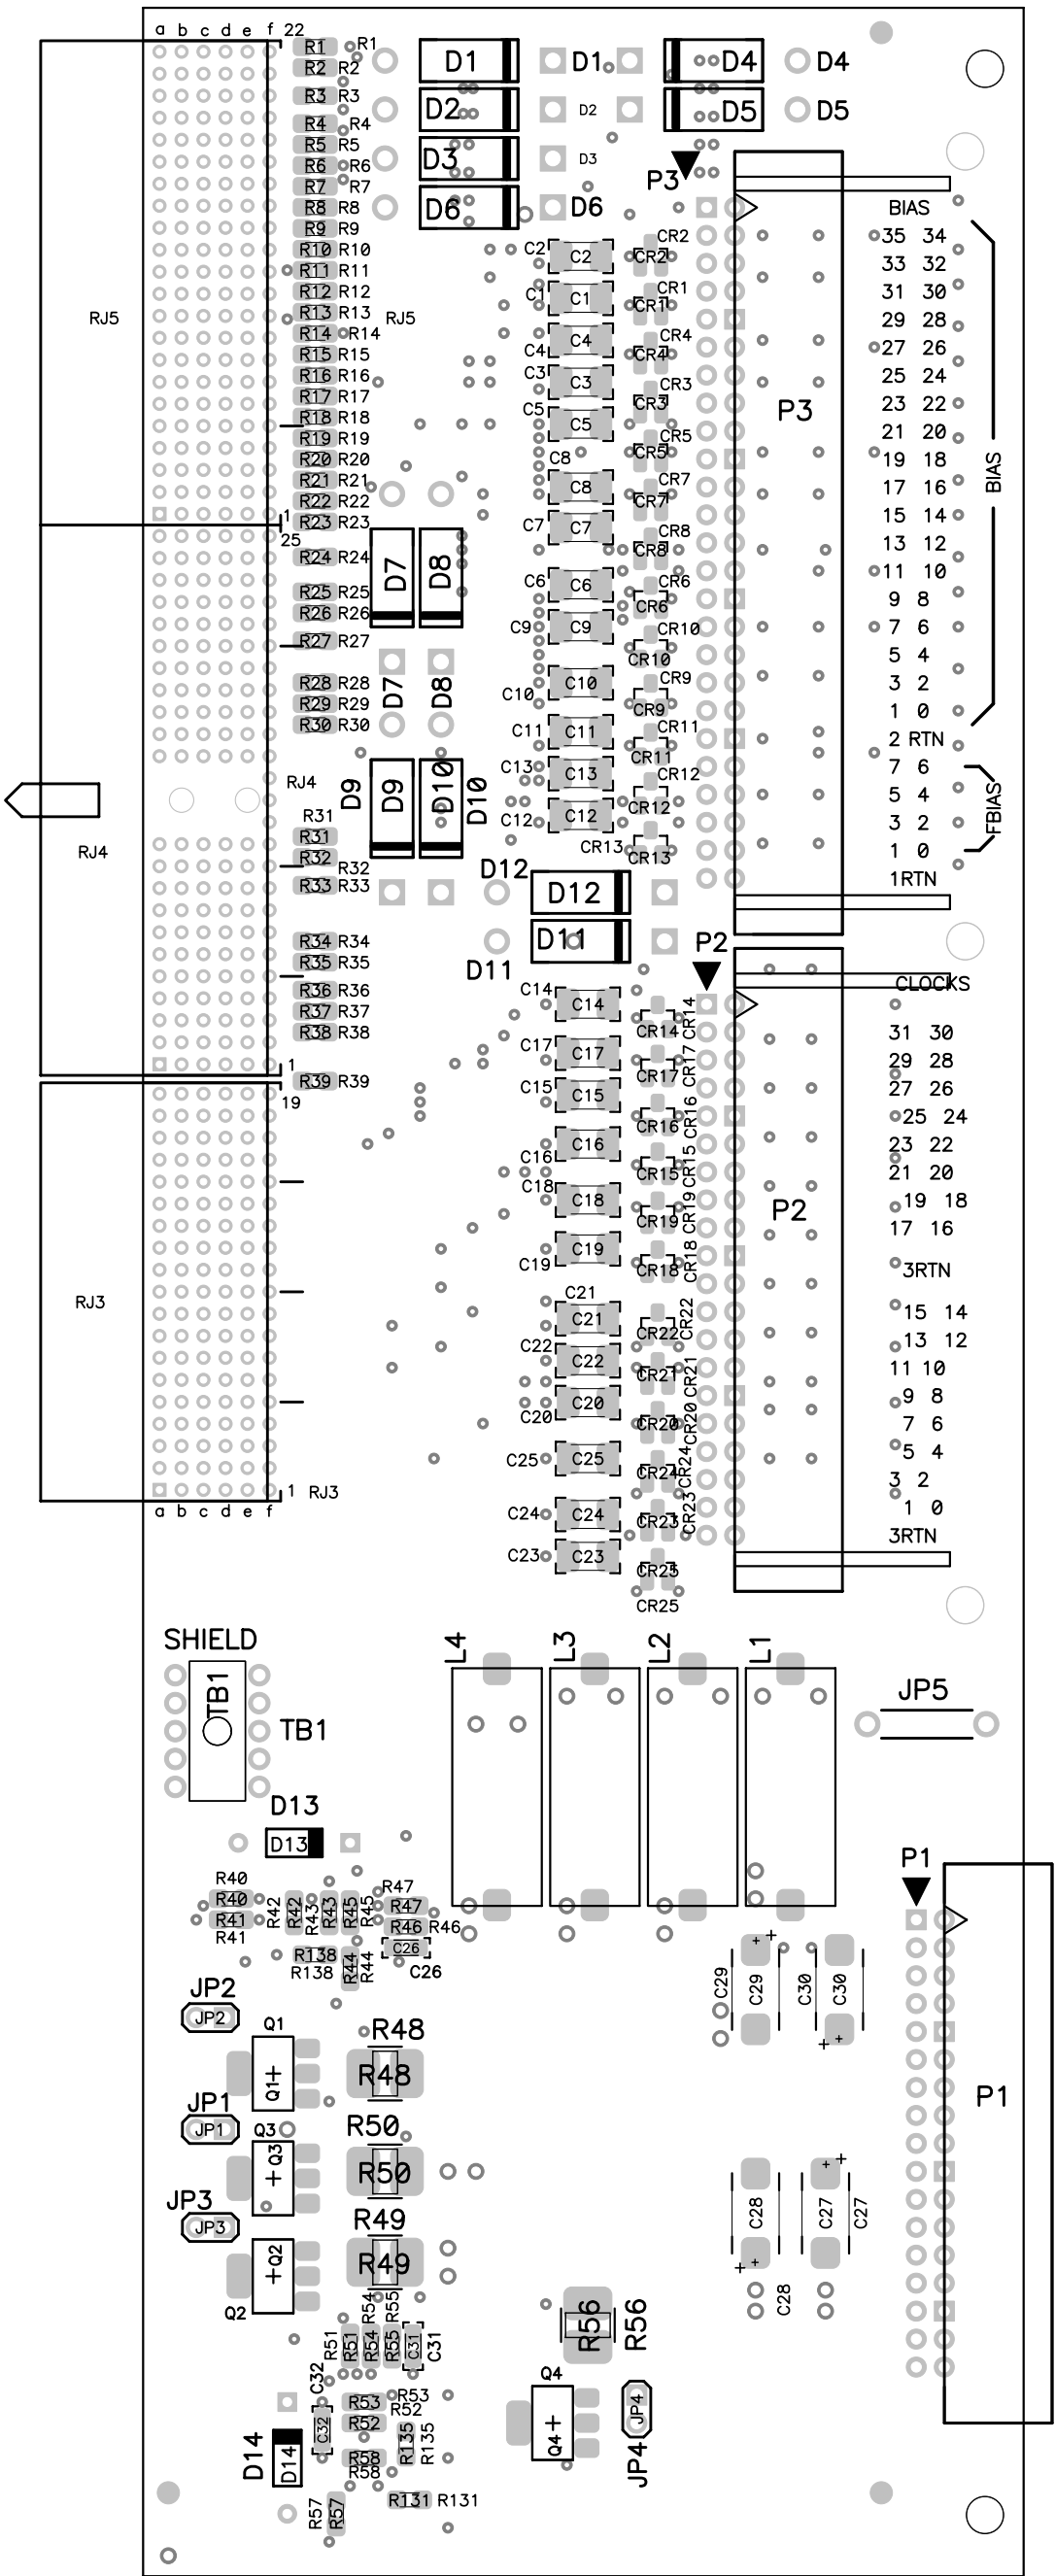 a b c d e f 22
R1 R1
R2 R2
R3 R3
R4 R4
R5 R5
R6 R6
R7 R7
R8 R8
R9 R9
R10 R10
R11 R11
R12 R12
R13 R13
R14 R14
R15 R15
R16 R16
R17 R17
R18 R18
R19 R19
R20 R20
R21 R21
R22 R22
R23 R23
R24 R24
R25 R25
R26 R26
R27 R27
R28 R28
R29 R29
R30 R30
R31
R31
R32
R32
R33 R33
R34 R34
R35 R35
R36 R36
R37 R37
R38 R38
R39 R39
RJ5
RJ5
1
25
RJ4
RJ4
1
19
RJ3
1 RJ3
a b c d e f
D1 D1
D2 D2
D3 D3
D6 D6
D4 D4
D5 D5
D7 D8
D7 D8
D9 D9 D10 D10
D12
D12
D11
D11
C2 C2
C1 C1
C4 C4
C3 C3
C5 C5
C8
C8
C7 C7
C6 C6
C9 C9
C10 C10
C11 C11
C13 C13
C12 C12
C14 C14
C17 C17
C15 C15
C16 C16
C18 C18
C19 C19
C21
C21
C22 C22
C20 C20
C25 C25
C24 C24
C23 C23
CR2
CR2
CR1
CR1
CR4
CR4
CR3
CR3
CR5
CR5
CR7
CR7
CR8
CR8
CR6
CR6
CR10
CR10
CR9
CR9
CR11
CR11
CR12
CR12
CR13 CR13
CR14 CR14
CR17 CR17
CR16 CR16
CR15 CR15
CR19 CR19
CR18 CR18
CR22 CR22
CR21 CR21
CR20 CR20
CR24 CR24
CR23 CR23
CR25
CR25
P3
P3
BIAS
35 34
33 32
31 30
29 28
27 26
25 24
23 22
21 20
19 18
17 16
15 14
13 12
11 10
9 8
7 6
5 4
3 2
1 0
2 RTN
7 6
5 4
3 2
1 0
1RTN
BIAS
FBIAS
P2
P2
CLOCKS
31 30
29 28
27 26
25 24
23 22
21 20
19 18
17 16
3RTN
15 14
13 12
11 10
9 8
7 6
5 4
3 2
1 0
3RTN
SHIELD
TB1
TB1
L4 L3 L2 L1
JP5
D13
D13
R40
R40
R41
R41
R42 R42 R43 R43 R45 R45
R47
R47
R46 R46
C26
C26
R138
R138
R44 R44
JP2
JP2
Q1
Q1+
R48
R48
JP1
JP1
Q3
Q3
+
R50
R50
JP3
JP3
+Q2
Q2
R49
R49
R51 R51 R54 R54 R55 R55 C31 C31
C32
C32
R53 R53
R52
R52
R58
R58
R135 R135
R131 R131
R57 R57
D14 D14
R56 R56
Q4
Q4+
JP4
JP4
P1
P1
C29 C29 + +
C30 C30
+ +
C28 C27 C27
+ +
+ +
C28